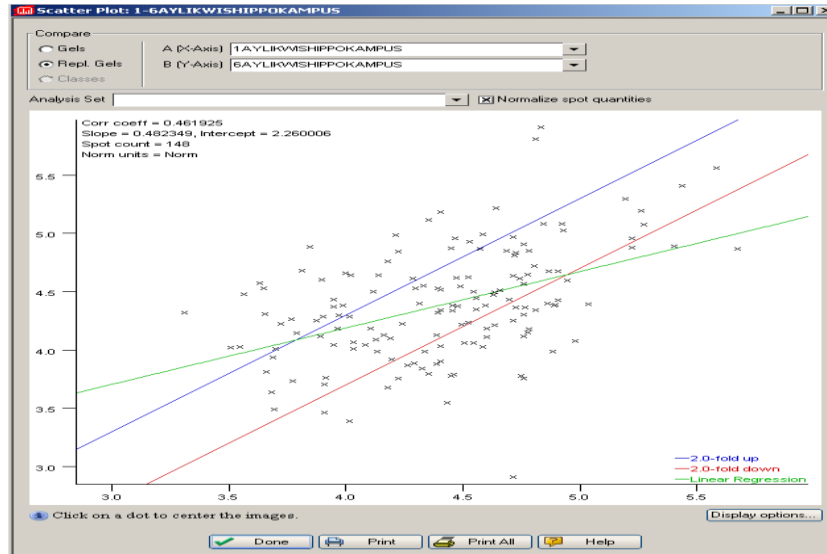 Scatter Plot: 1-6AYLIKWISHIPPOKAMPUS
Compare
Gels
A (X-Axis) 1AYLIKWISHIPPOKAMPUS
Repl. Gels
B (Y-Axis) 6AYLIKWISHIPPOKAMPUS
Classes
Analysis Set
Normalize spot quantities
Corr coeff = 0.461925
Slope = 0.482349, Intercept = 2.260006
Spot count = 148
Norm units = Norm
5.5
5.0
4.5
4.0
3.5
3.0
2.0-fold up
2.0-fold down
Linear Regression
3.0 3.5 4.0 4.5 5.0 5.5
Click on a dot to center the images.
Display options...
Done Print Print All Help